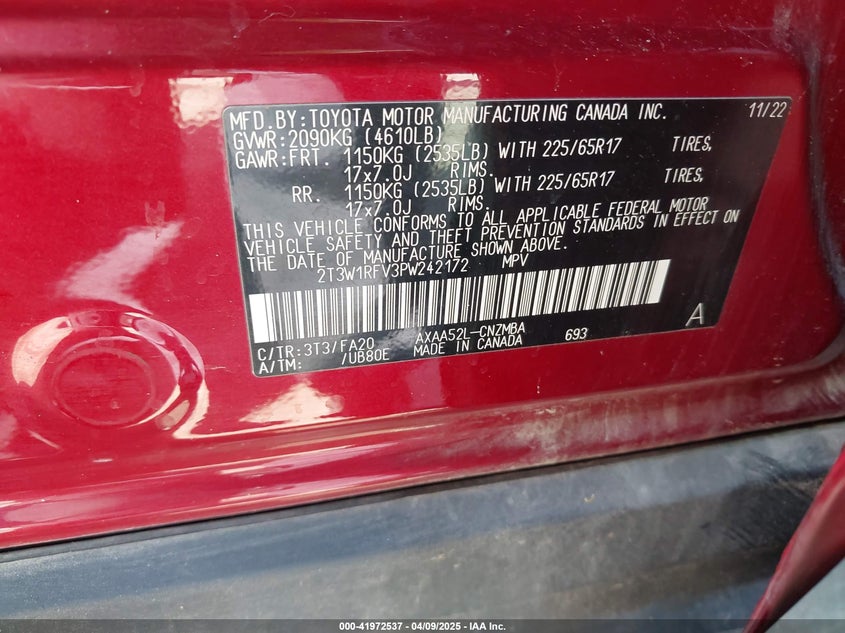 MFD.BY:TOYOTA MOTOR MANUFACTURING CANADA INC. 11/22
GVWR:2090KG (4610LB)
GAWR:FRT. 1150KG (2535LB) WITH 225/65R17 TIRES,
17x7.0J RIMS.
RR. 1150KG (2535LB) WITH 225/65R17 TIRES,
17x7.0J RIMS.
THIS VEHICLE CONFORMS TO ALL APPLICABLE FEDERAL MOTOR
VEHICLE SAFETY AND THEFT PREVENTION STANDARDS IN EFFECT ON
THE DATE OF MANUFACTURE SHOWN ABOVE.
2T3W1RFV3PW242172 MPV
C/TR:3T3/FA20 AXAA52L-CNZMBA 693 A
A/TM: /UB80E MADE IN CANADA
000-41972537 - 04/09/2025 - IAA Inc.